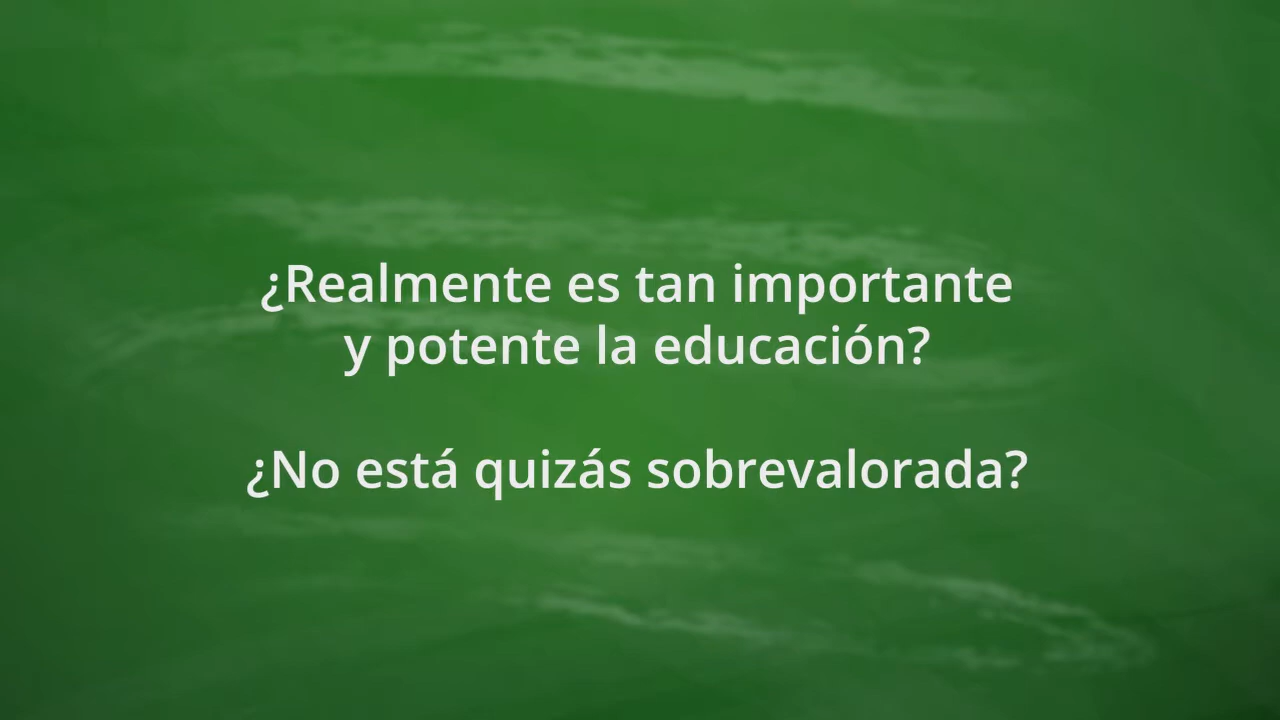 ¿Realmente es tan importante
y potente la educación?
¿No está quizás sobrevalorada?